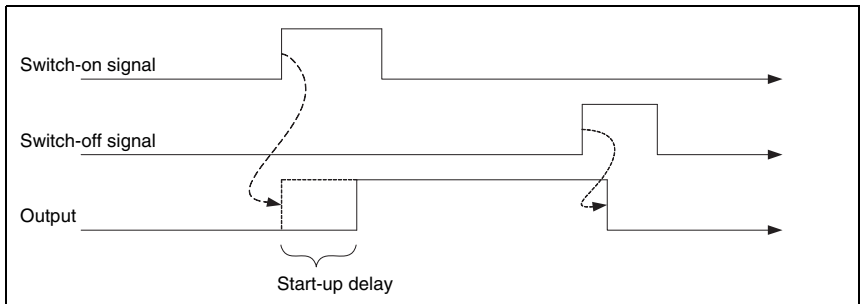 Switch-on signal
Switch-off signal
Output
Start-up delay